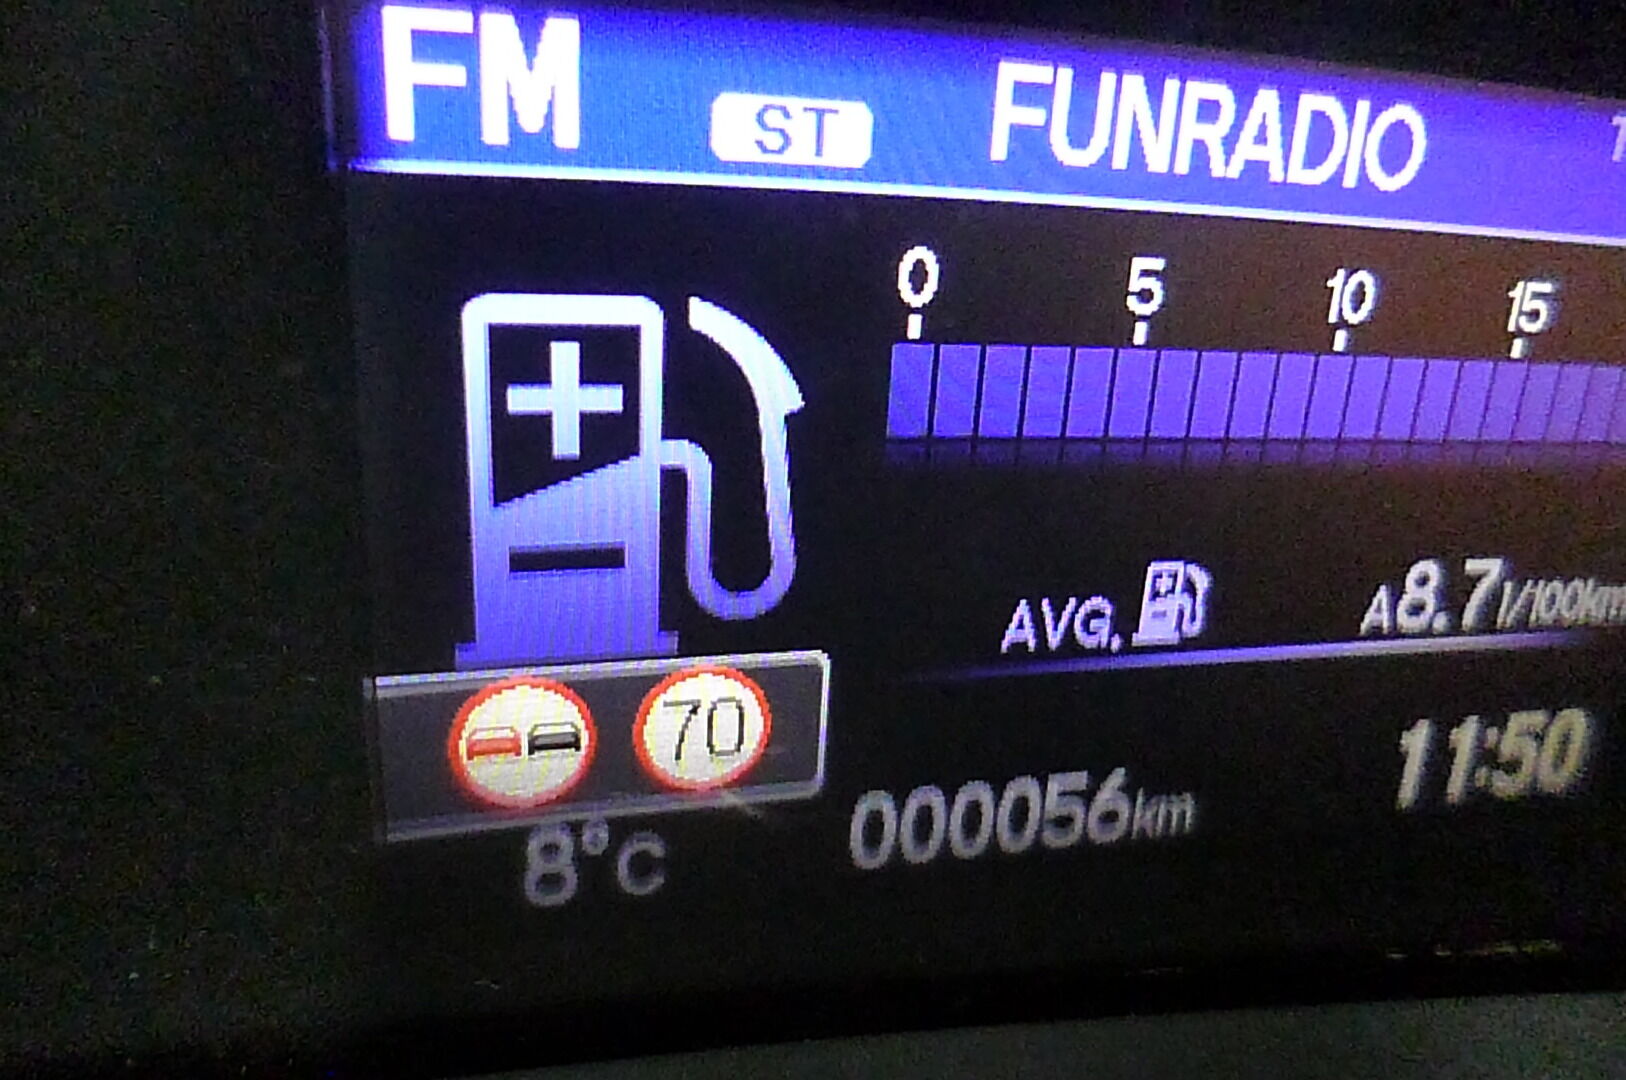 FM ST FUNRADIO
0 5 10 15
AVG. A8.7l/100km
70
11:50
000056km
8°C